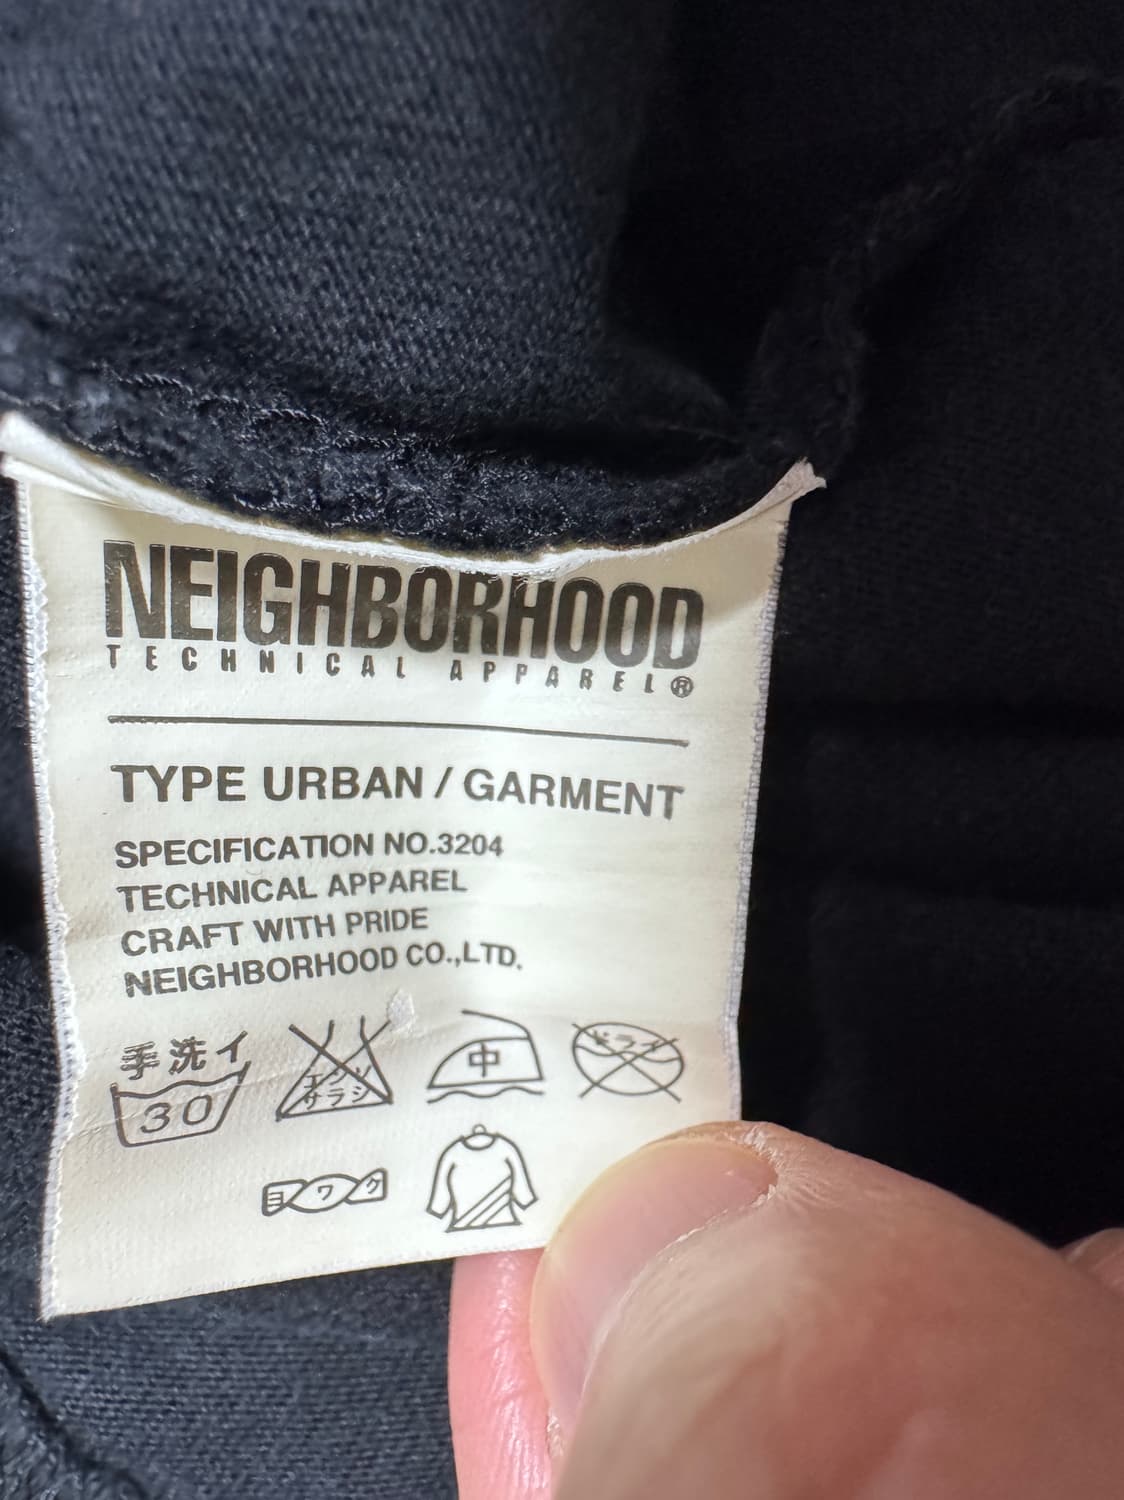 NEIGHBORHOOD
TECHNICAL APPAREL®
TYPE URBAN / GARMENT
SPECIFICATION NO.3204
TECHNICAL APPAREL
CRAFT WITH PRIDE
NEIGHBORHOOD CO.,LTD.
手洗イ
30
エンソ
サラシ
中
ドライ
ヨワク